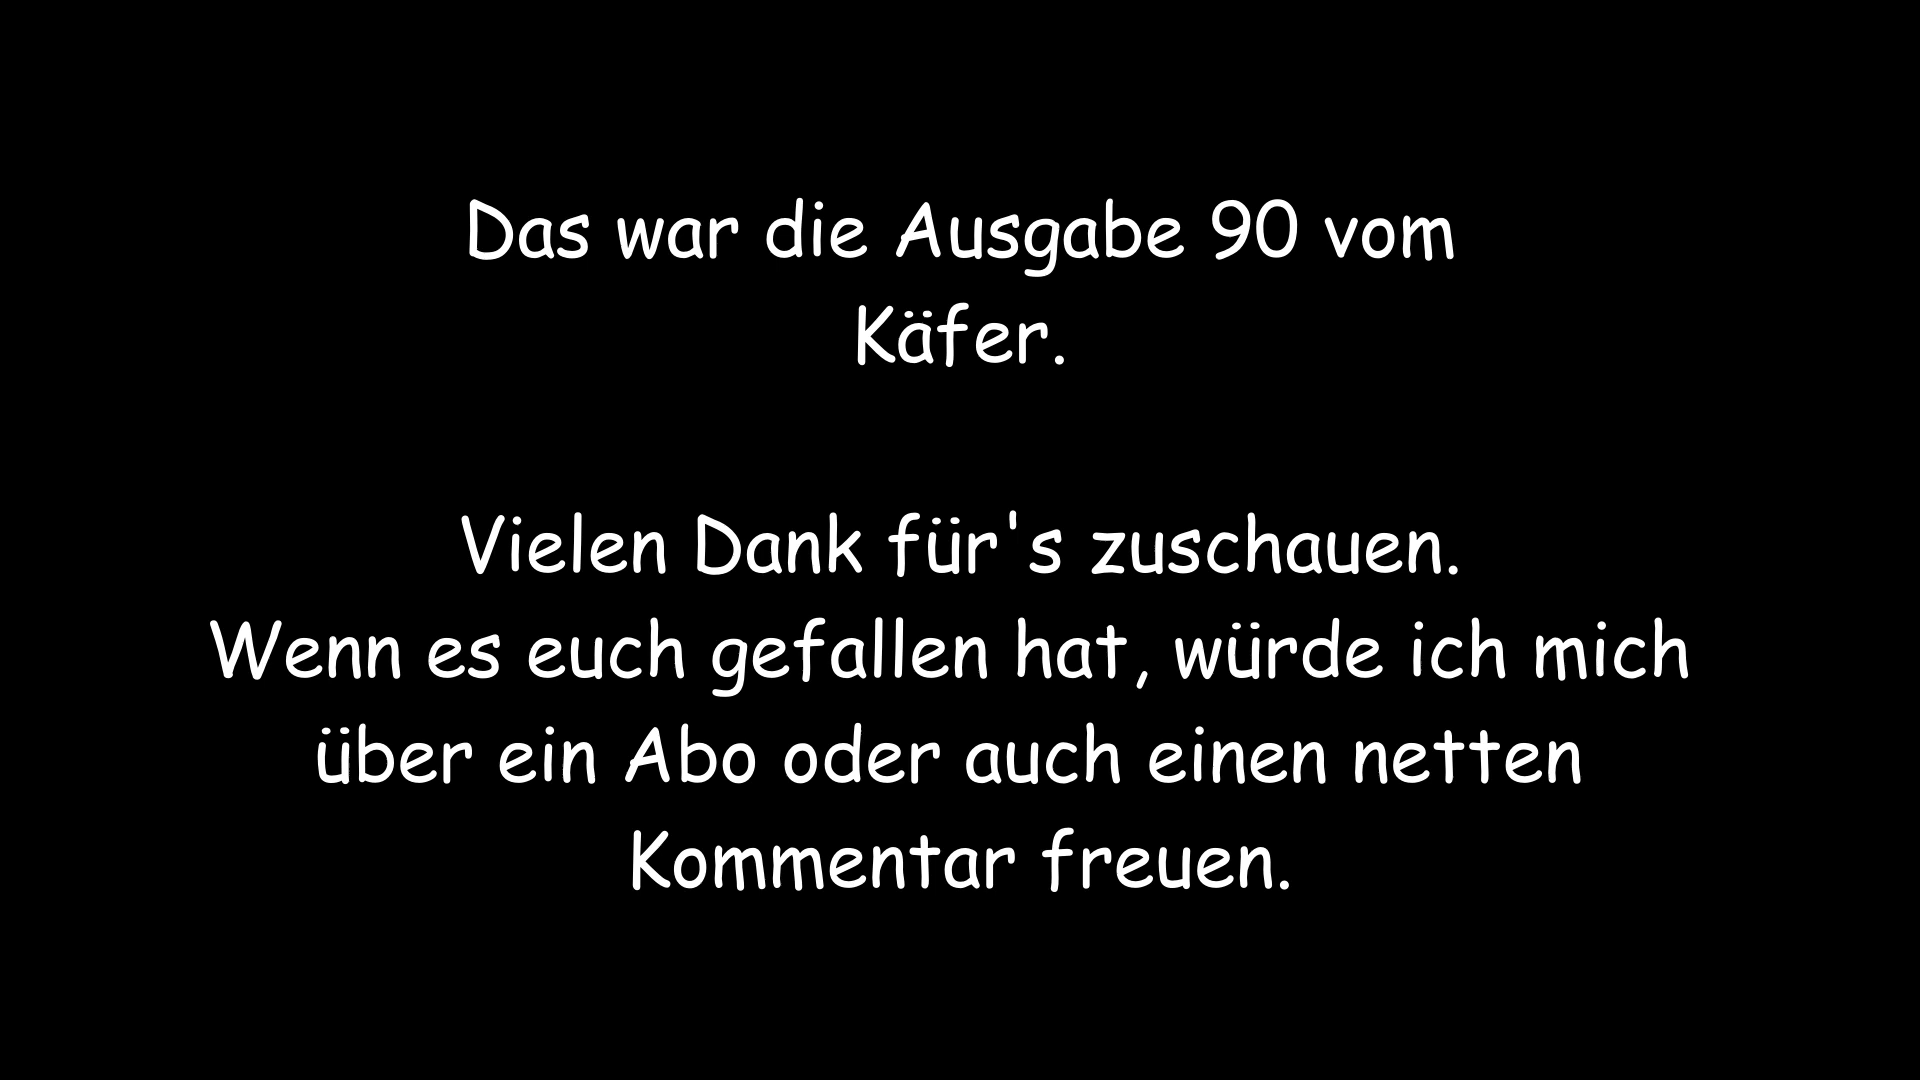 Das war die Ausgabe 90 vom
Käfer.
Vielen Dank für's zuschauen.
Wenn es euch gefallen hat, würde ich mich
über ein Abo oder auch einen netten
Kommentar freuen.